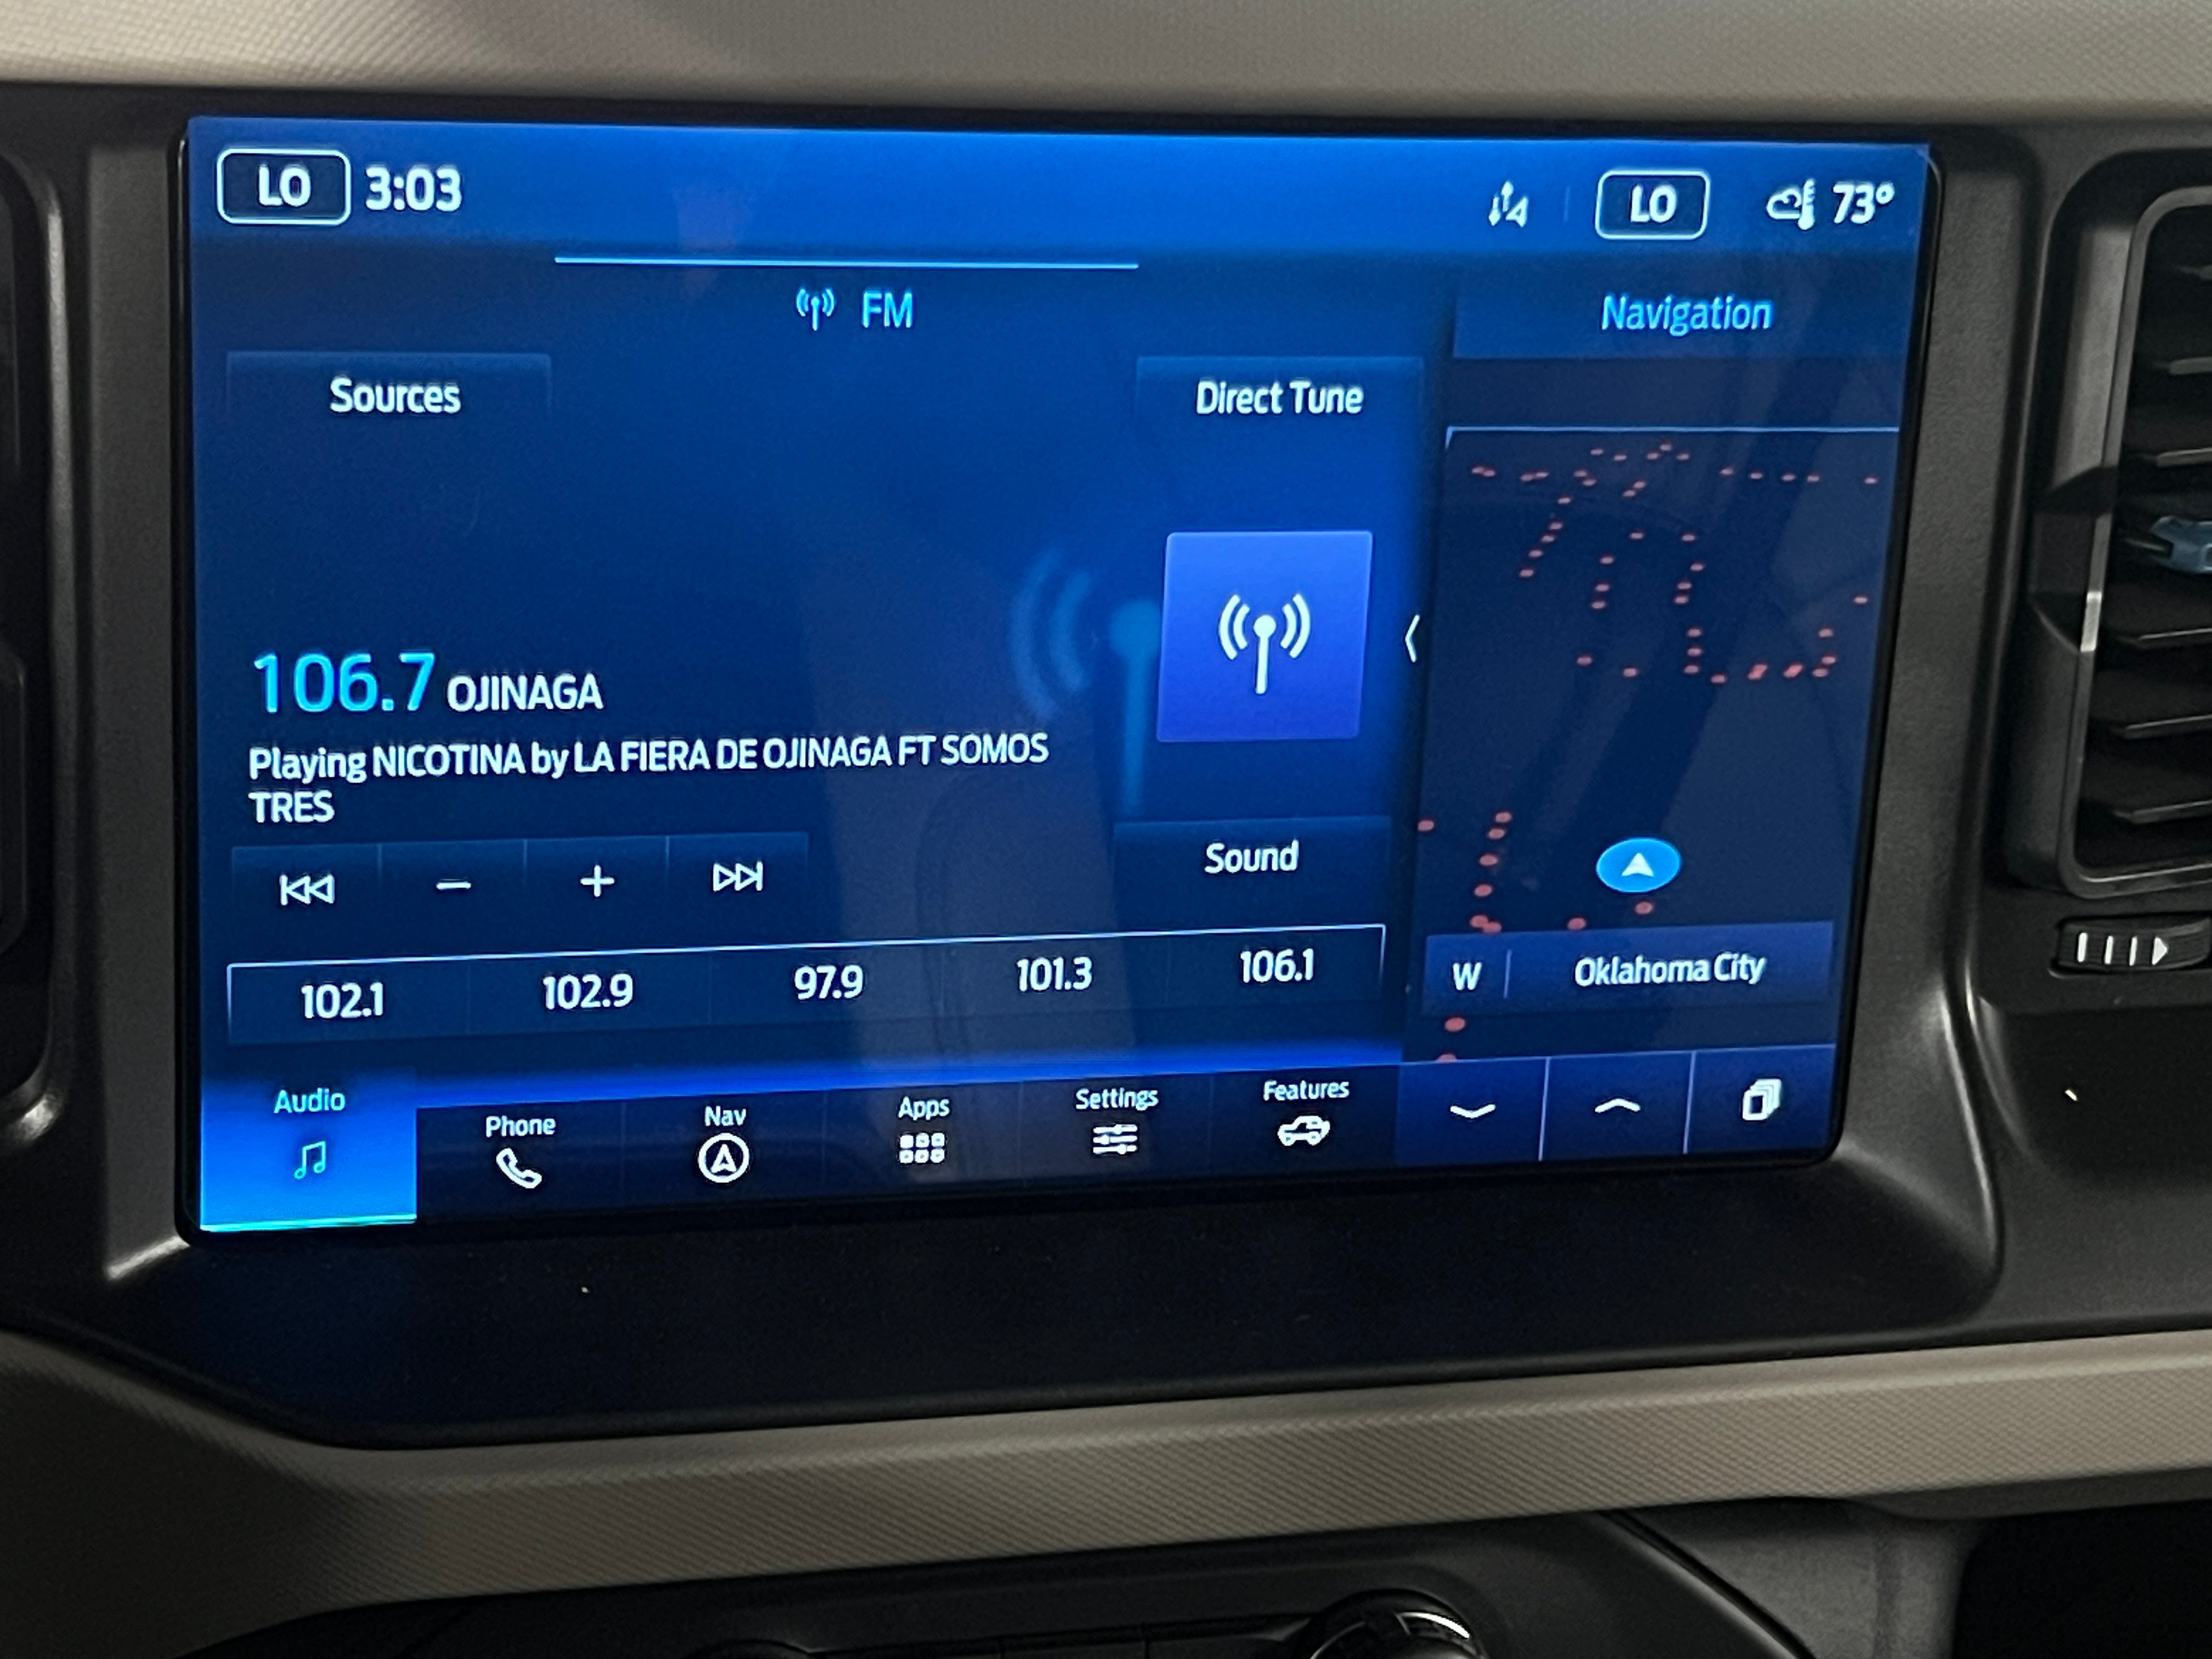 LO 3:03 LO 73°
FM
Navigation
Sources
Direct Tune
106.7 OJINAGA
Playing NICOTINA by LA FIERA DE OJINAGA FT SOMOS
TRES
Sound
102.1 102.9 97.9 101.3 106.1
W Oklahoma City
Audio Phone Nav Apps Settings Features